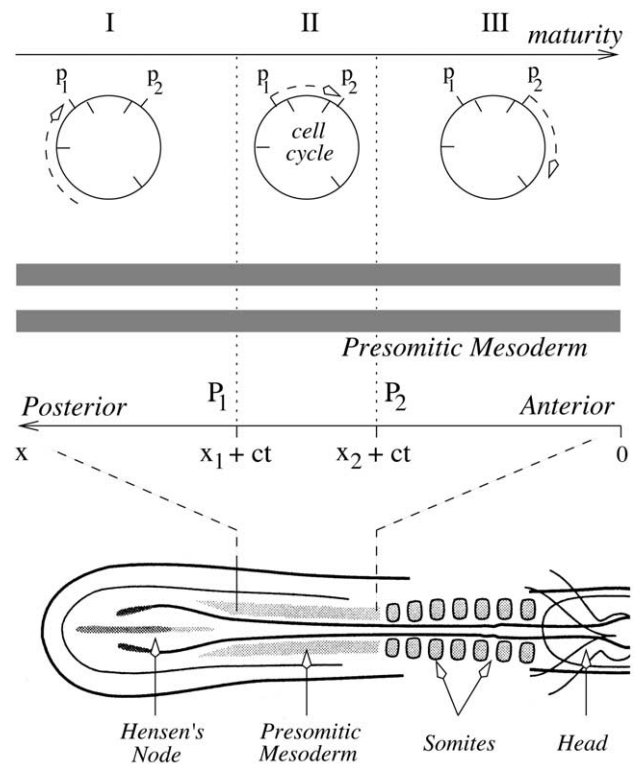 I II III
maturity
p1 p2 p1 p2 p1 p2
cell
cycle
Presomitic Mesoderm
Posterior P1 P2 Anterior
x x1 + ct x2 + ct 0
Hensen's
Node
Presomitic
Mesoderm
Somites
Head